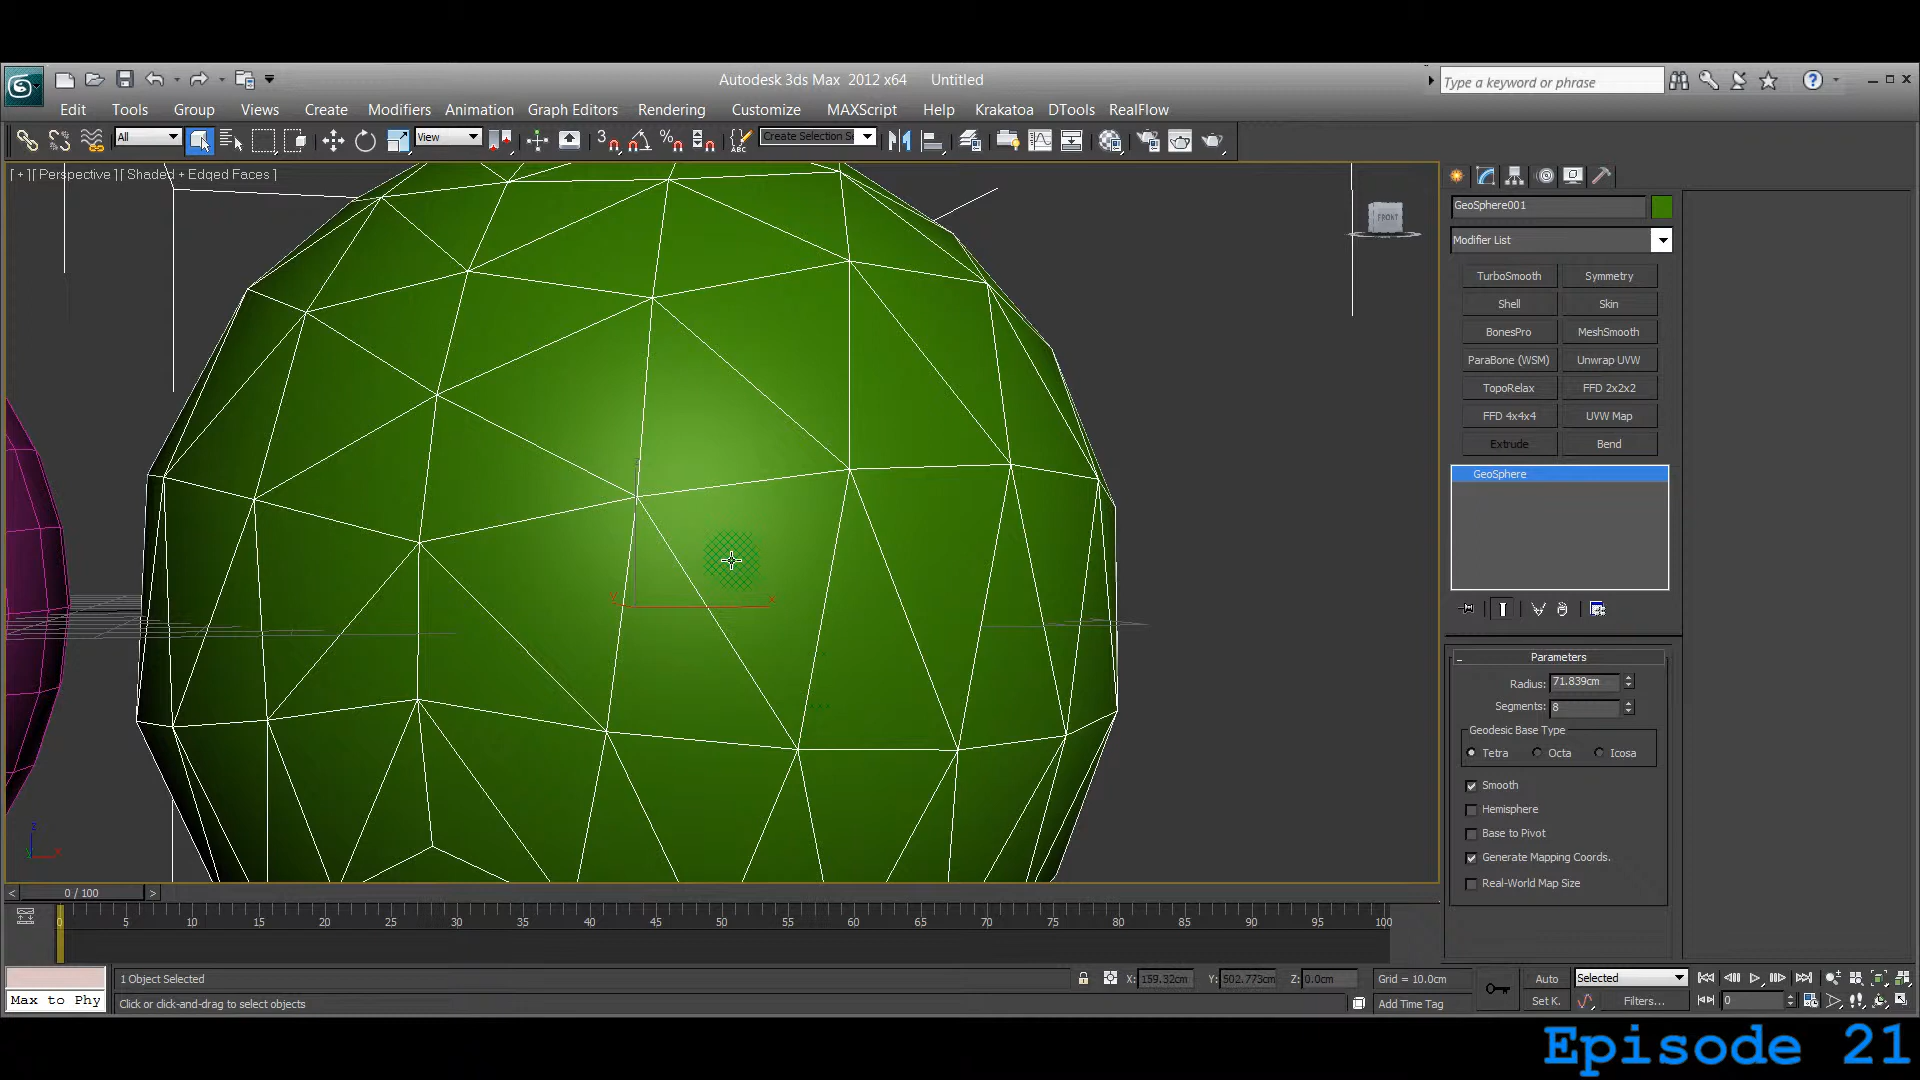 Autodesk 3ds Max 2012 x64 Untitled
Type a keyword or phrase
Edit Tools Group Views Create Modifiers Animation Graph Editors Rendering Customize MAXScript Help Krakatoa DTools RealFlow
All View Create Selection Se
[ + ][ Perspective ][ Shaded + Edged Faces ]
FRONT
GeoSphere001
Modifier List
TurboSmooth Symmetry
Shell Skin
BonesPro MeshSmooth
ParaBone (WSM) Unwrap UVW
TopoRelax FFD 2x2x2
FFD 4x4x4 UVW Map
Extrude Bend
GeoSphere
z
y x
Parameters
Radius: 71.839cm
Segments: 8
Geodesic Base Type
Tetra Octa Icosa
Smooth
Hemisphere
Base to Pivot
Generate Mapping Coords.
Real-World Map Size
z
y x
< 0 / 100 >
0 5 10 15 20 25 30 35 40 45 50 55 60 65 70 75 80 85 90 95 100
1 Object Selected X: 159.32cm Y: 502.773cm Z: 0.0cm Grid = 10.0cm Auto Selected
Max to Phy Click or click-and-drag to select objects Add Time Tag Set K. Filters... 0
Episode 21